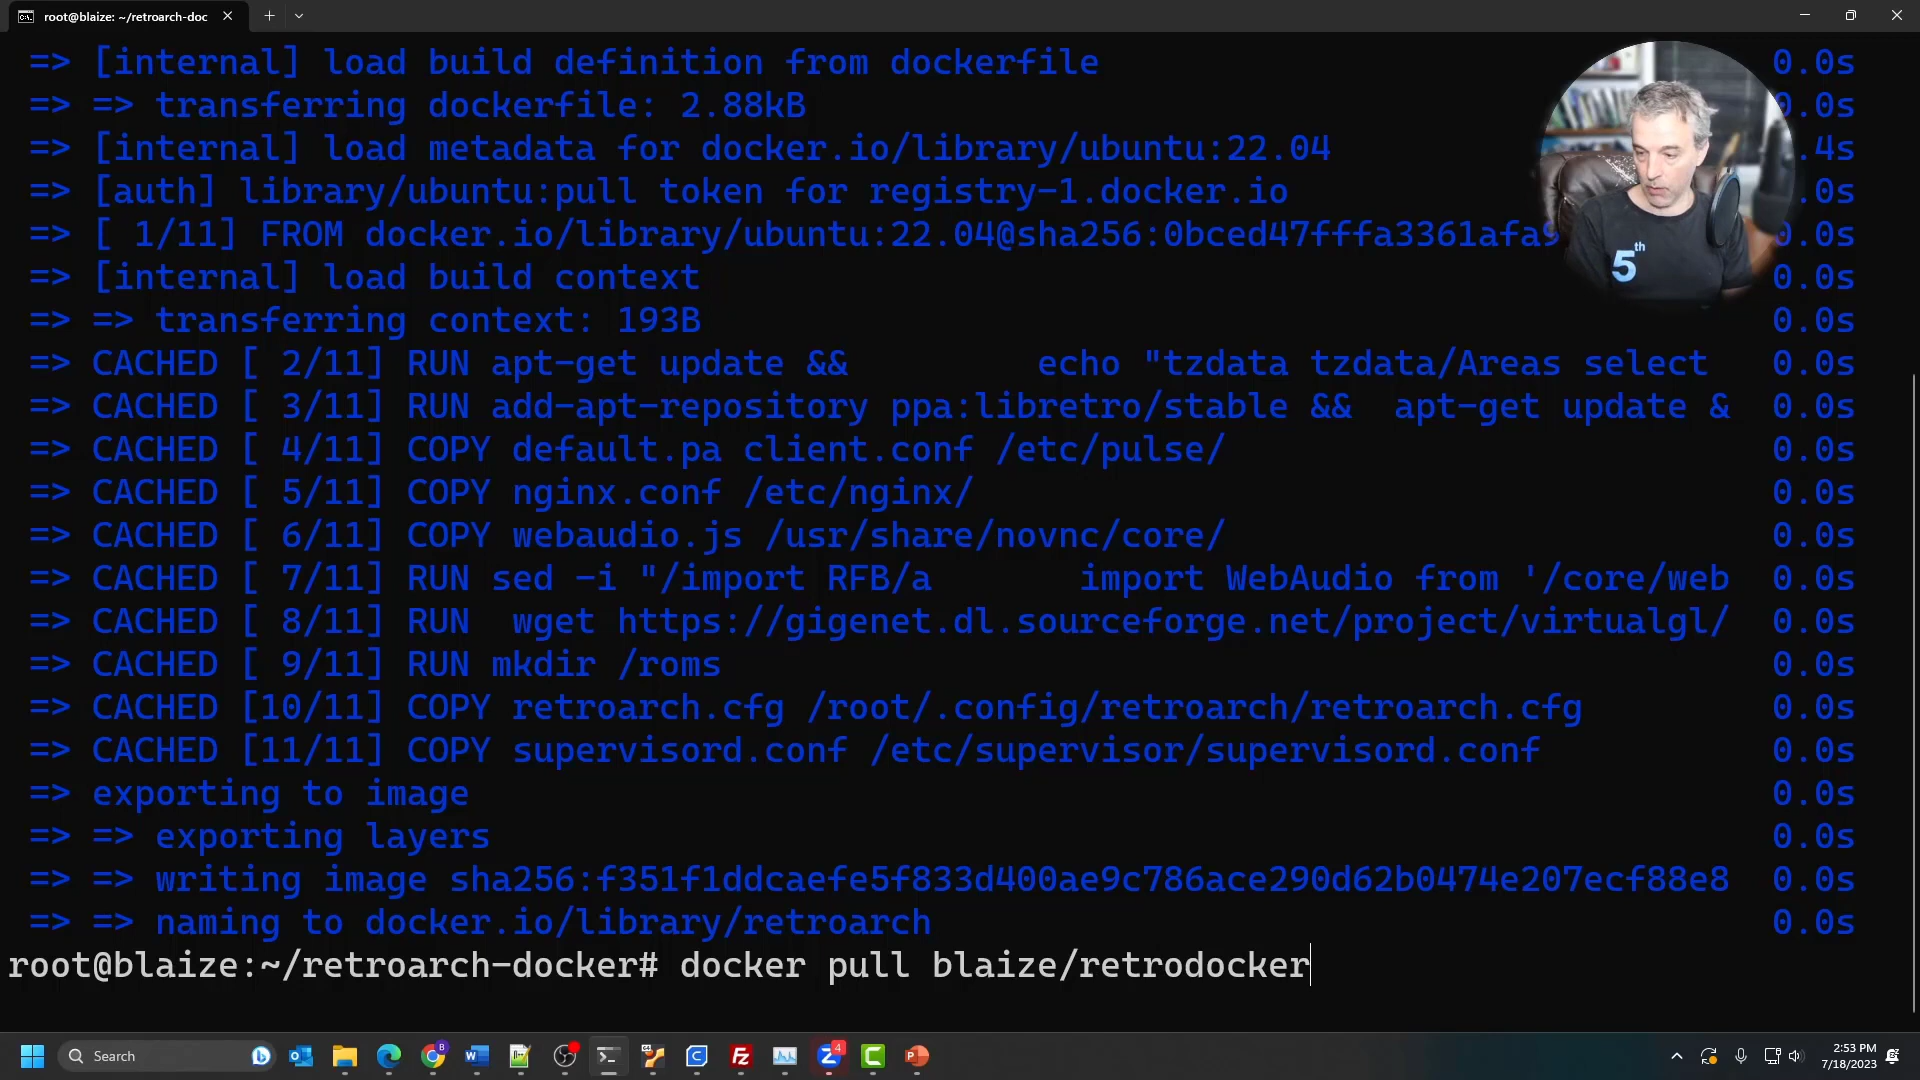 root@blaize: ~/retroarch-doc
=> [internal] load build definition from dockerfile 0.0s
=> => transferring dockerfile: 2.88kB 0.0s
=> [internal] load metadata for docker.io/library/ubuntu:22.04 .4s
=> [auth] library/ubuntu:pull token for registry-1.docker.io .0s
=> [ 1/11] FROM docker.io/library/ubuntu:22.04@sha256:0bced47fffa3361afa9 0.0s
=> [internal] load build context 0.0s
=> => transferring context: 193B 0.0s
=> CACHED [ 2/11] RUN apt-get update && echo "tzdata tzdata/Areas select 0.0s
=> CACHED [ 3/11] RUN add-apt-repository ppa:libretro/stable && apt-get update & 0.0s
=> CACHED [ 4/11] COPY default.pa client.conf /etc/pulse/ 0.0s
=> CACHED [ 5/11] COPY nginx.conf /etc/nginx/ 0.0s
=> CACHED [ 6/11] COPY webaudio.js /usr/share/novnc/core/ 0.0s
=> CACHED [ 7/11] RUN sed -i "/import RFB/a import WebAudio from '/core/web 0.0s
=> CACHED [ 8/11] RUN wget https://gigenet.dl.sourceforge.net/project/virtualgl/ 0.0s
=> CACHED [ 9/11] RUN mkdir /roms 0.0s
=> CACHED [10/11] COPY retroarch.cfg /root/.config/retroarch/retroarch.cfg 0.0s
=> CACHED [11/11] COPY supervisord.conf /etc/supervisor/supervisord.conf 0.0s
=> exporting to image 0.0s
=> => exporting layers 0.0s
=> => writing image sha256:f351f1ddcaefe5f833d400ae9c786ace290d62b0474e207ecf88e8 0.0s
=> => naming to docker.io/library/retroarch 0.0s
root@blaize:~/retroarch-docker# docker pull blaize/retrodocker
5th
Search
4
2:53 PM
7/18/2023